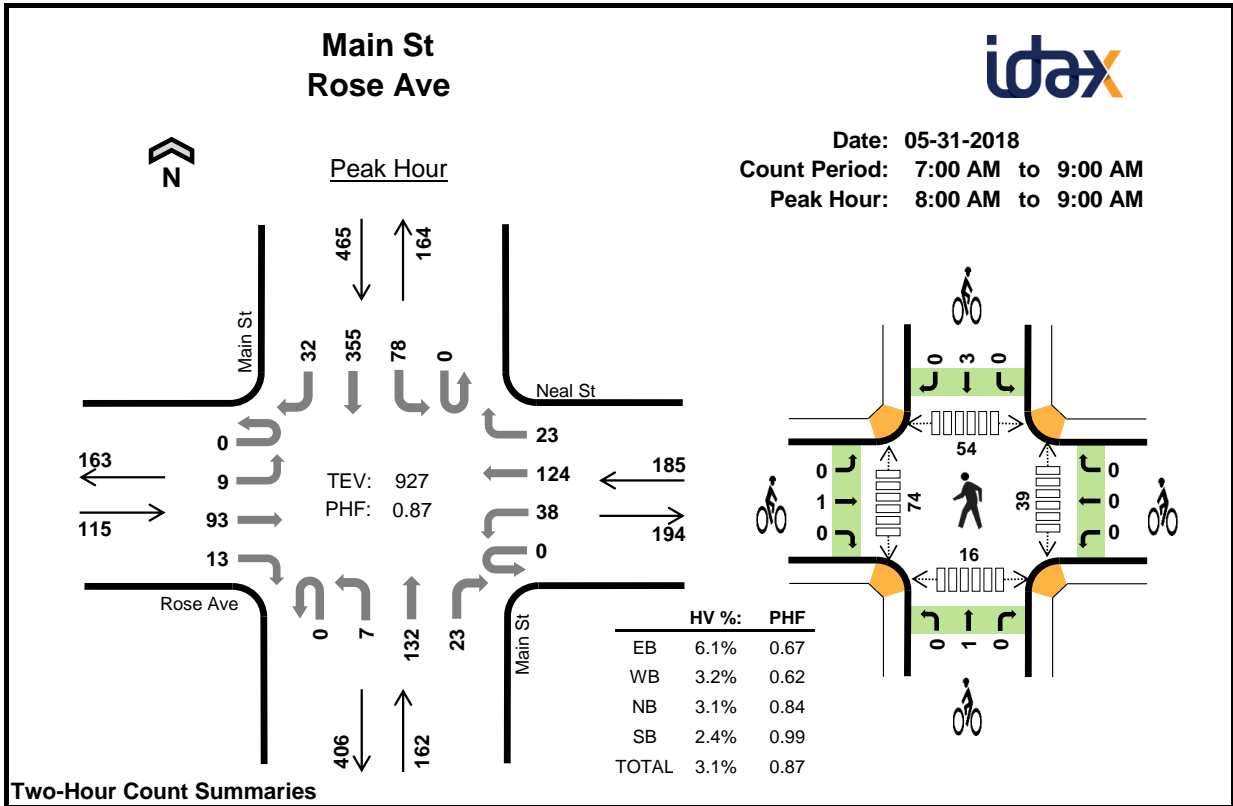 Main St
Rose Ave
idax
Date: 05-31-2018
Count Period: 7:00 AM to 9:00 AM
Peak Hour: 8:00 AM to 9:00 AM
N
Peak Hour
465
164
Main St
32
355
78
0
Neal St
0
9
93
13
163
115
TEV: 927
PHF: 0.87
23
124
38
0
185
194
Rose Ave
0
7
132
23
Main St
406
162
HV %: PHF
EB 6.1% 0.67
WB 3.2% 0.62
NB 3.1% 0.84
SB 2.4% 0.99
TOTAL 3.1% 0.87
0 3 0
54
0
1
0
74
39
0
0
0
16
0 1 0
Two-Hour Count Summaries